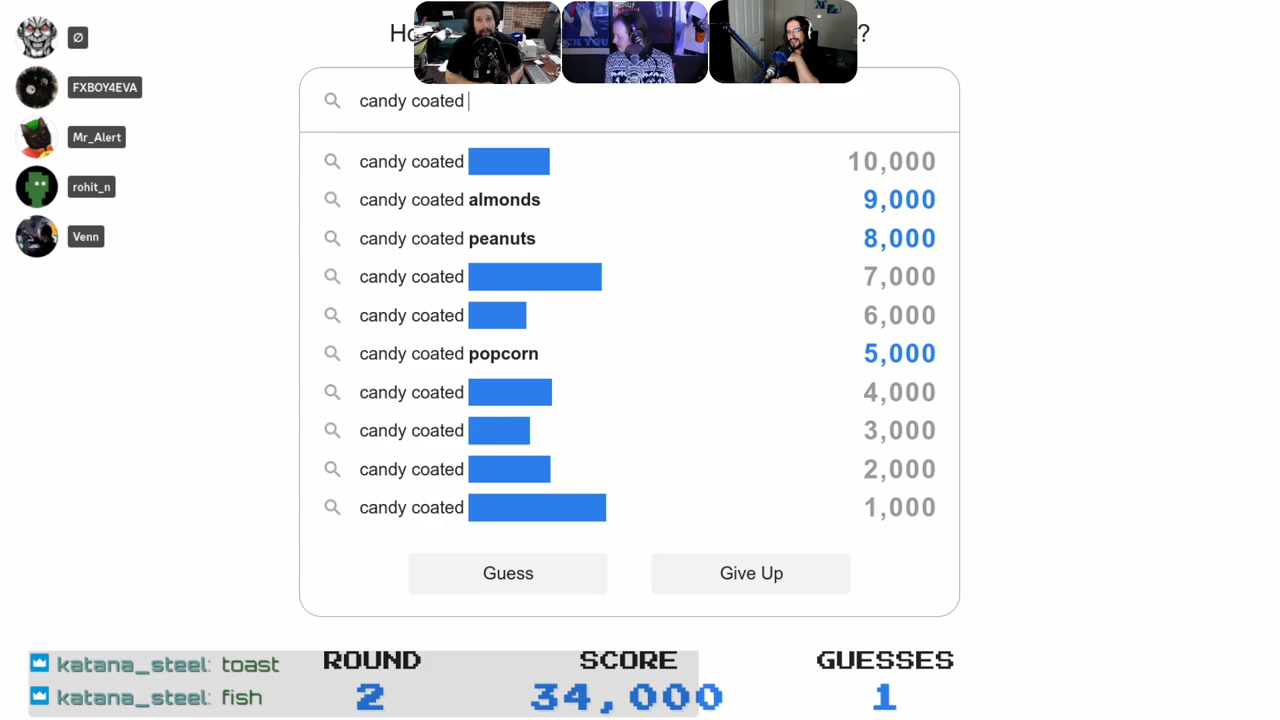 Ø
FXBOY4EVA
Mr_Alert
rohit_n
Venn
Ho
?
candy coated
candy coated 10,000
candy coated almonds 9,000
candy coated peanuts 8,000
candy coated 7,000
candy coated 6,000
candy coated popcorn 5,000
candy coated 4,000
candy coated 3,000
candy coated 2,000
candy coated 1,000
Guess
Give Up
katana_steel: toast
katana_steel: fish
ROUND
2
SCORE
34,000
GUESSES
1